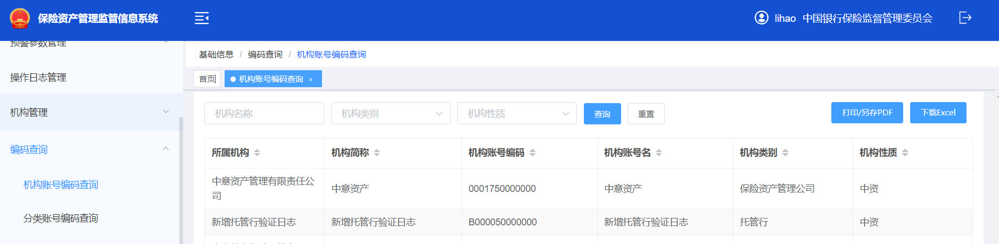 保险资产管理监管信息系统
lihao 中国银行保险监督管理委员会
预警参数管理
操作日志管理
机构管理
编码查询
机构账号编码查询
分类账号编码查询
基础信息 / 编码查询 / 机构账号编码查询
首页
机构账号编码查询 ×
机构名称
机构类别
机构性质
查询
重置
打印/另存PDF
下载Excel
所属机构 机构简称 机构账号编码 机构账号名 机构类别 机构性质
中意资产管理有限责任公
司
中意资产
0001750000000
中意资产
保险资产管理公司
中资
新增托管行验证日志 新增托管行验证日志 B000050000000 新增托管行验证日志 托管行 中资